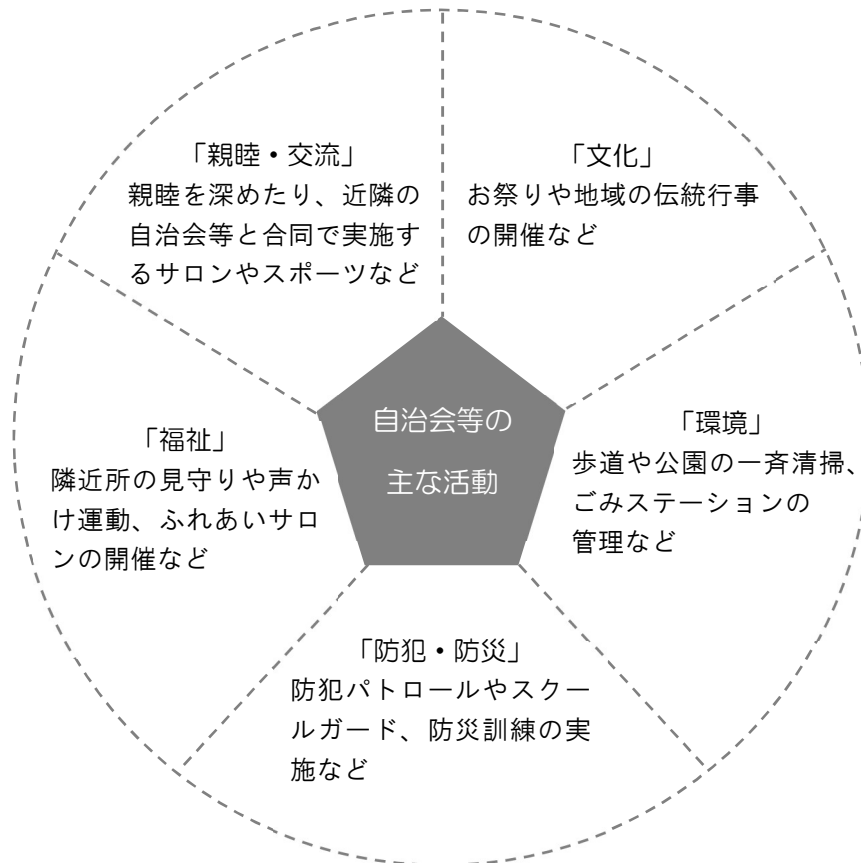 「親睦・交流」
親睦を深めたり、近隣の
自治会等と合同で実施す
るサロンやスポーツなど
「文化」
お祭りや地域の伝統行事
の開催など
自治会等の
主な活動
「福祉」
隣近所の見守りや声か
け運動、ふれあいサロ
ンの開催など
「環境」
歩道や公園の一斉清掃、
ごみステーションの
管理など
「防犯・防災」
防犯パトロールやスクー
ルガード、防災訓練の実
施など